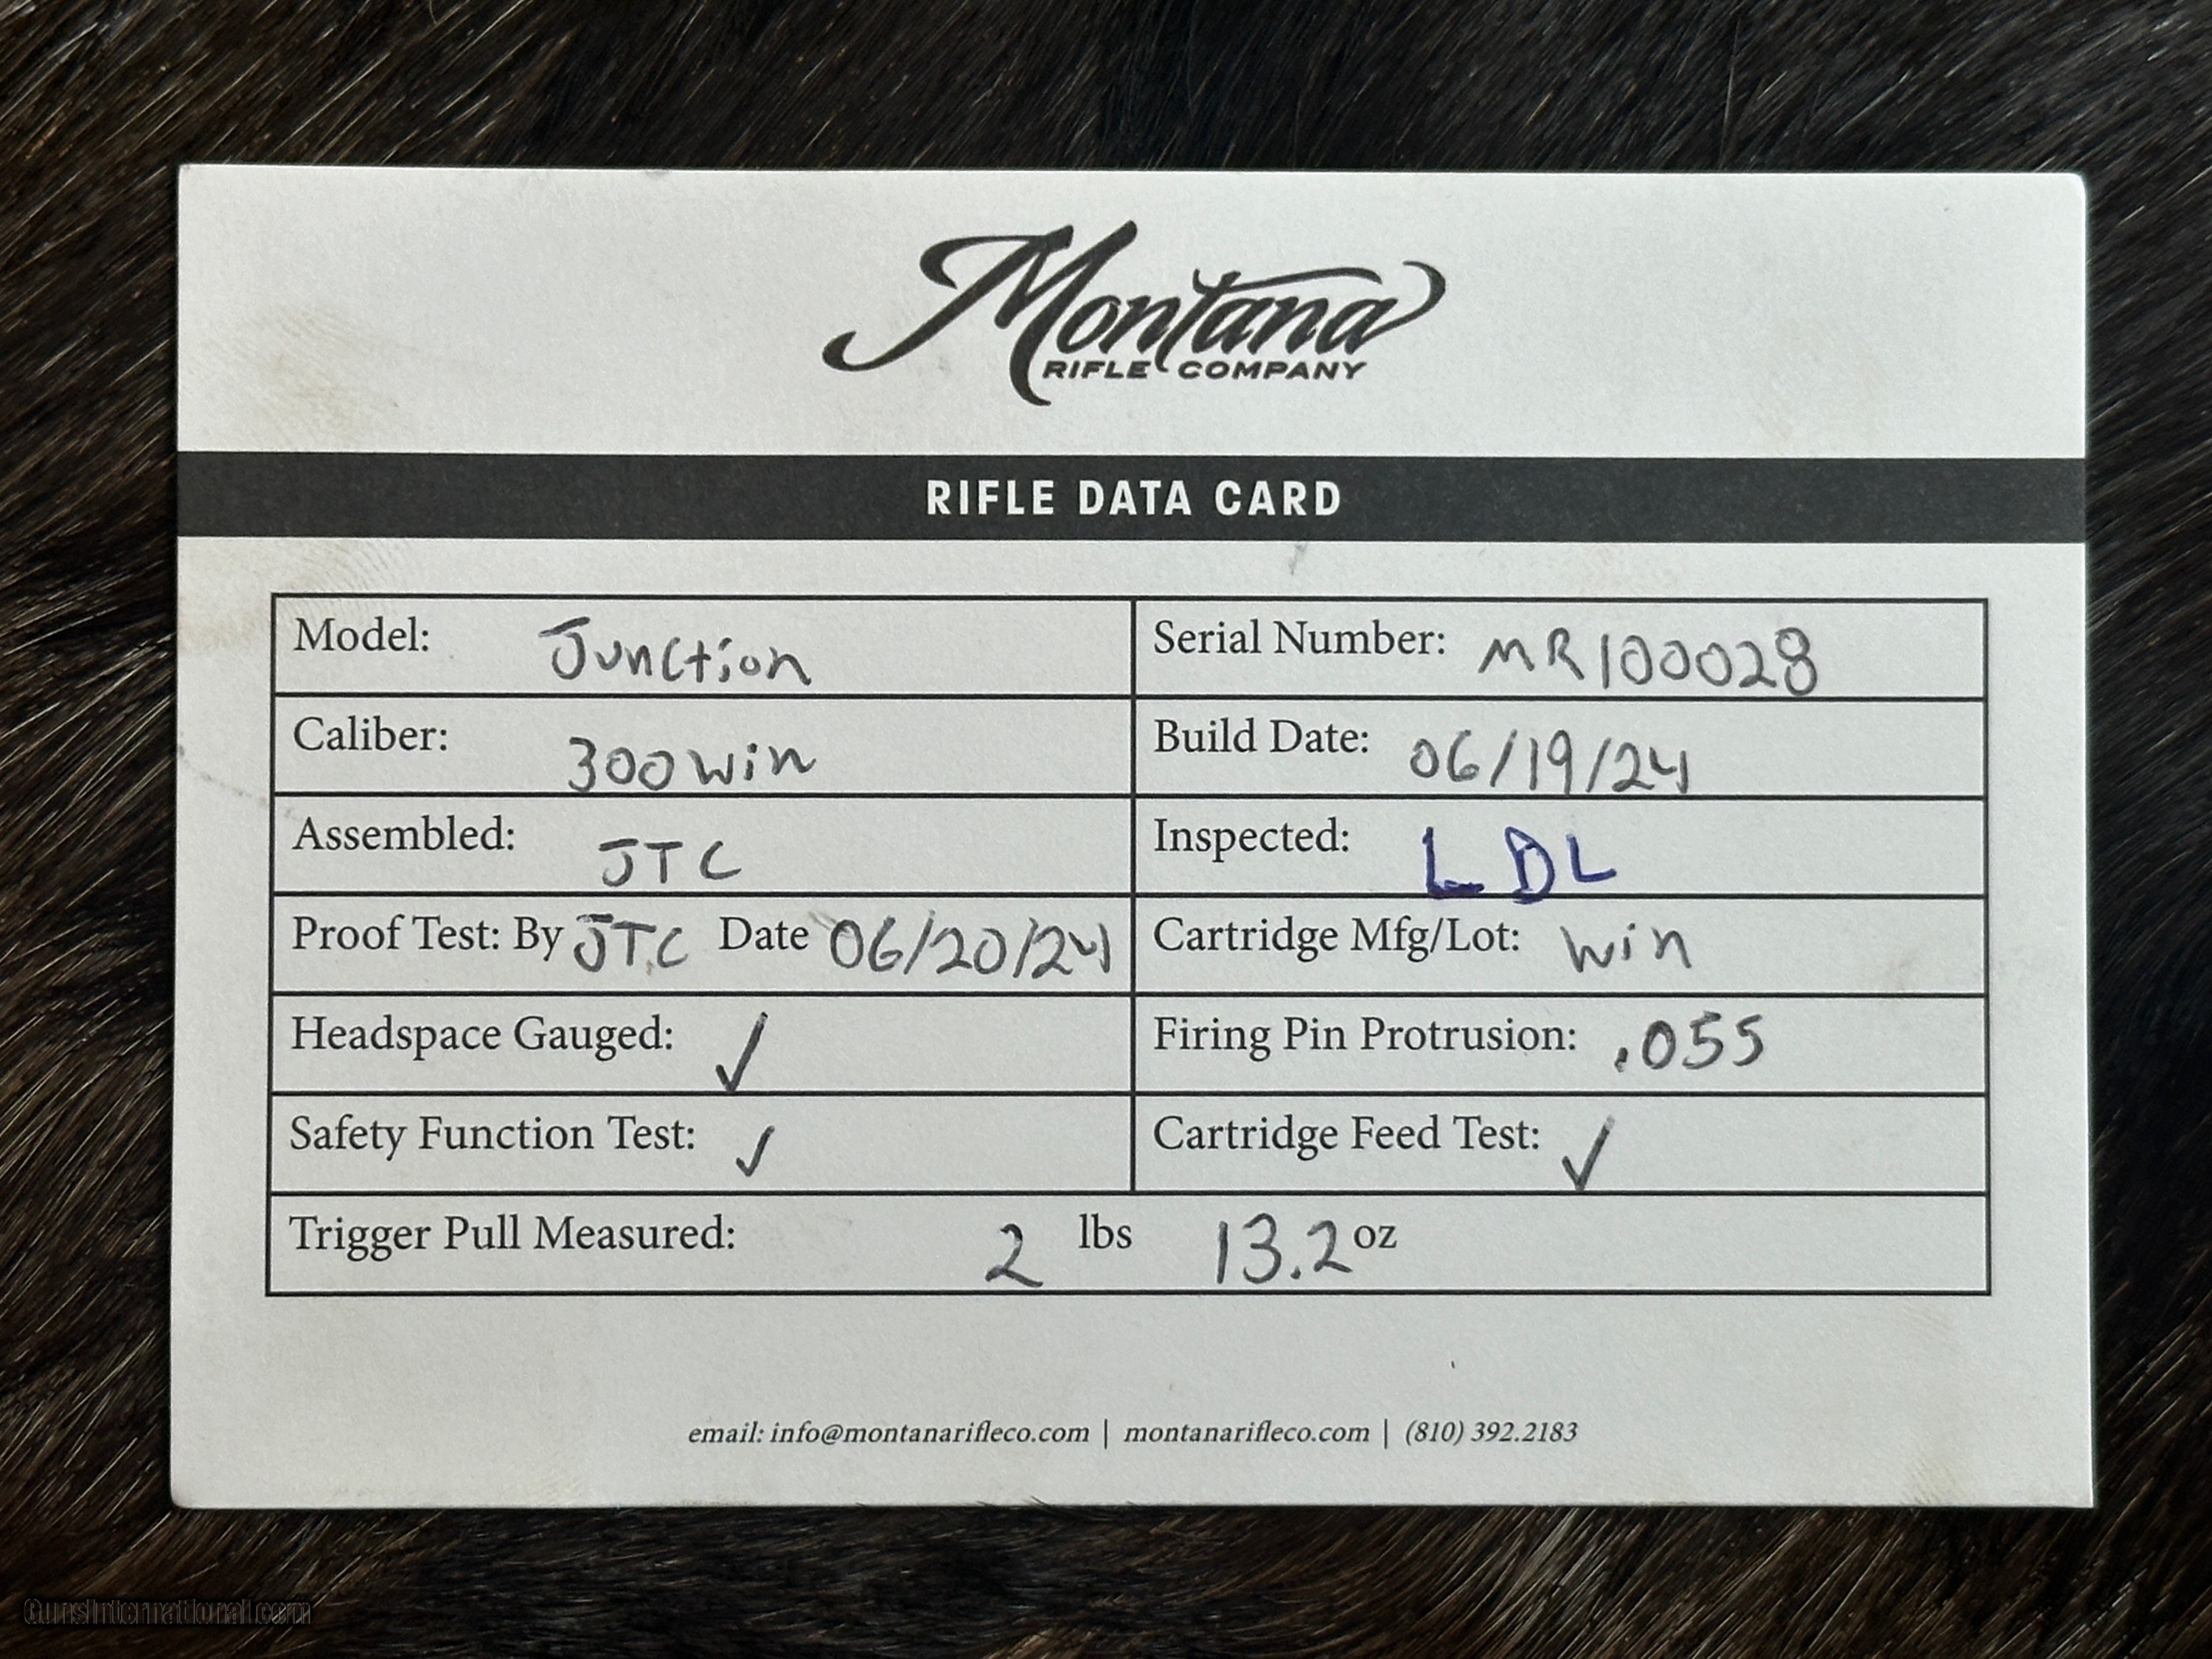 Montana
RIFLE COMPANY
RIFLE DATA CARD
Model: Junction
Serial Number: MR100028
Caliber: 300 win
Build Date: 06/19/24
Assembled: JTC
Inspected: LDL
Proof Test: By JTC Date 06/20/24
Cartridge Mfg/Lot: win
Headspace Gauged: ✓
Firing Pin Protrusion: .055
Safety Function Test: ✓
Cartridge Feed Test: ✓
Trigger Pull Measured: 2 lbs 13.2 oz
email: info@montanarifleco.com | montanarifleco.com | (810) 392.2183
GunsInternational.com